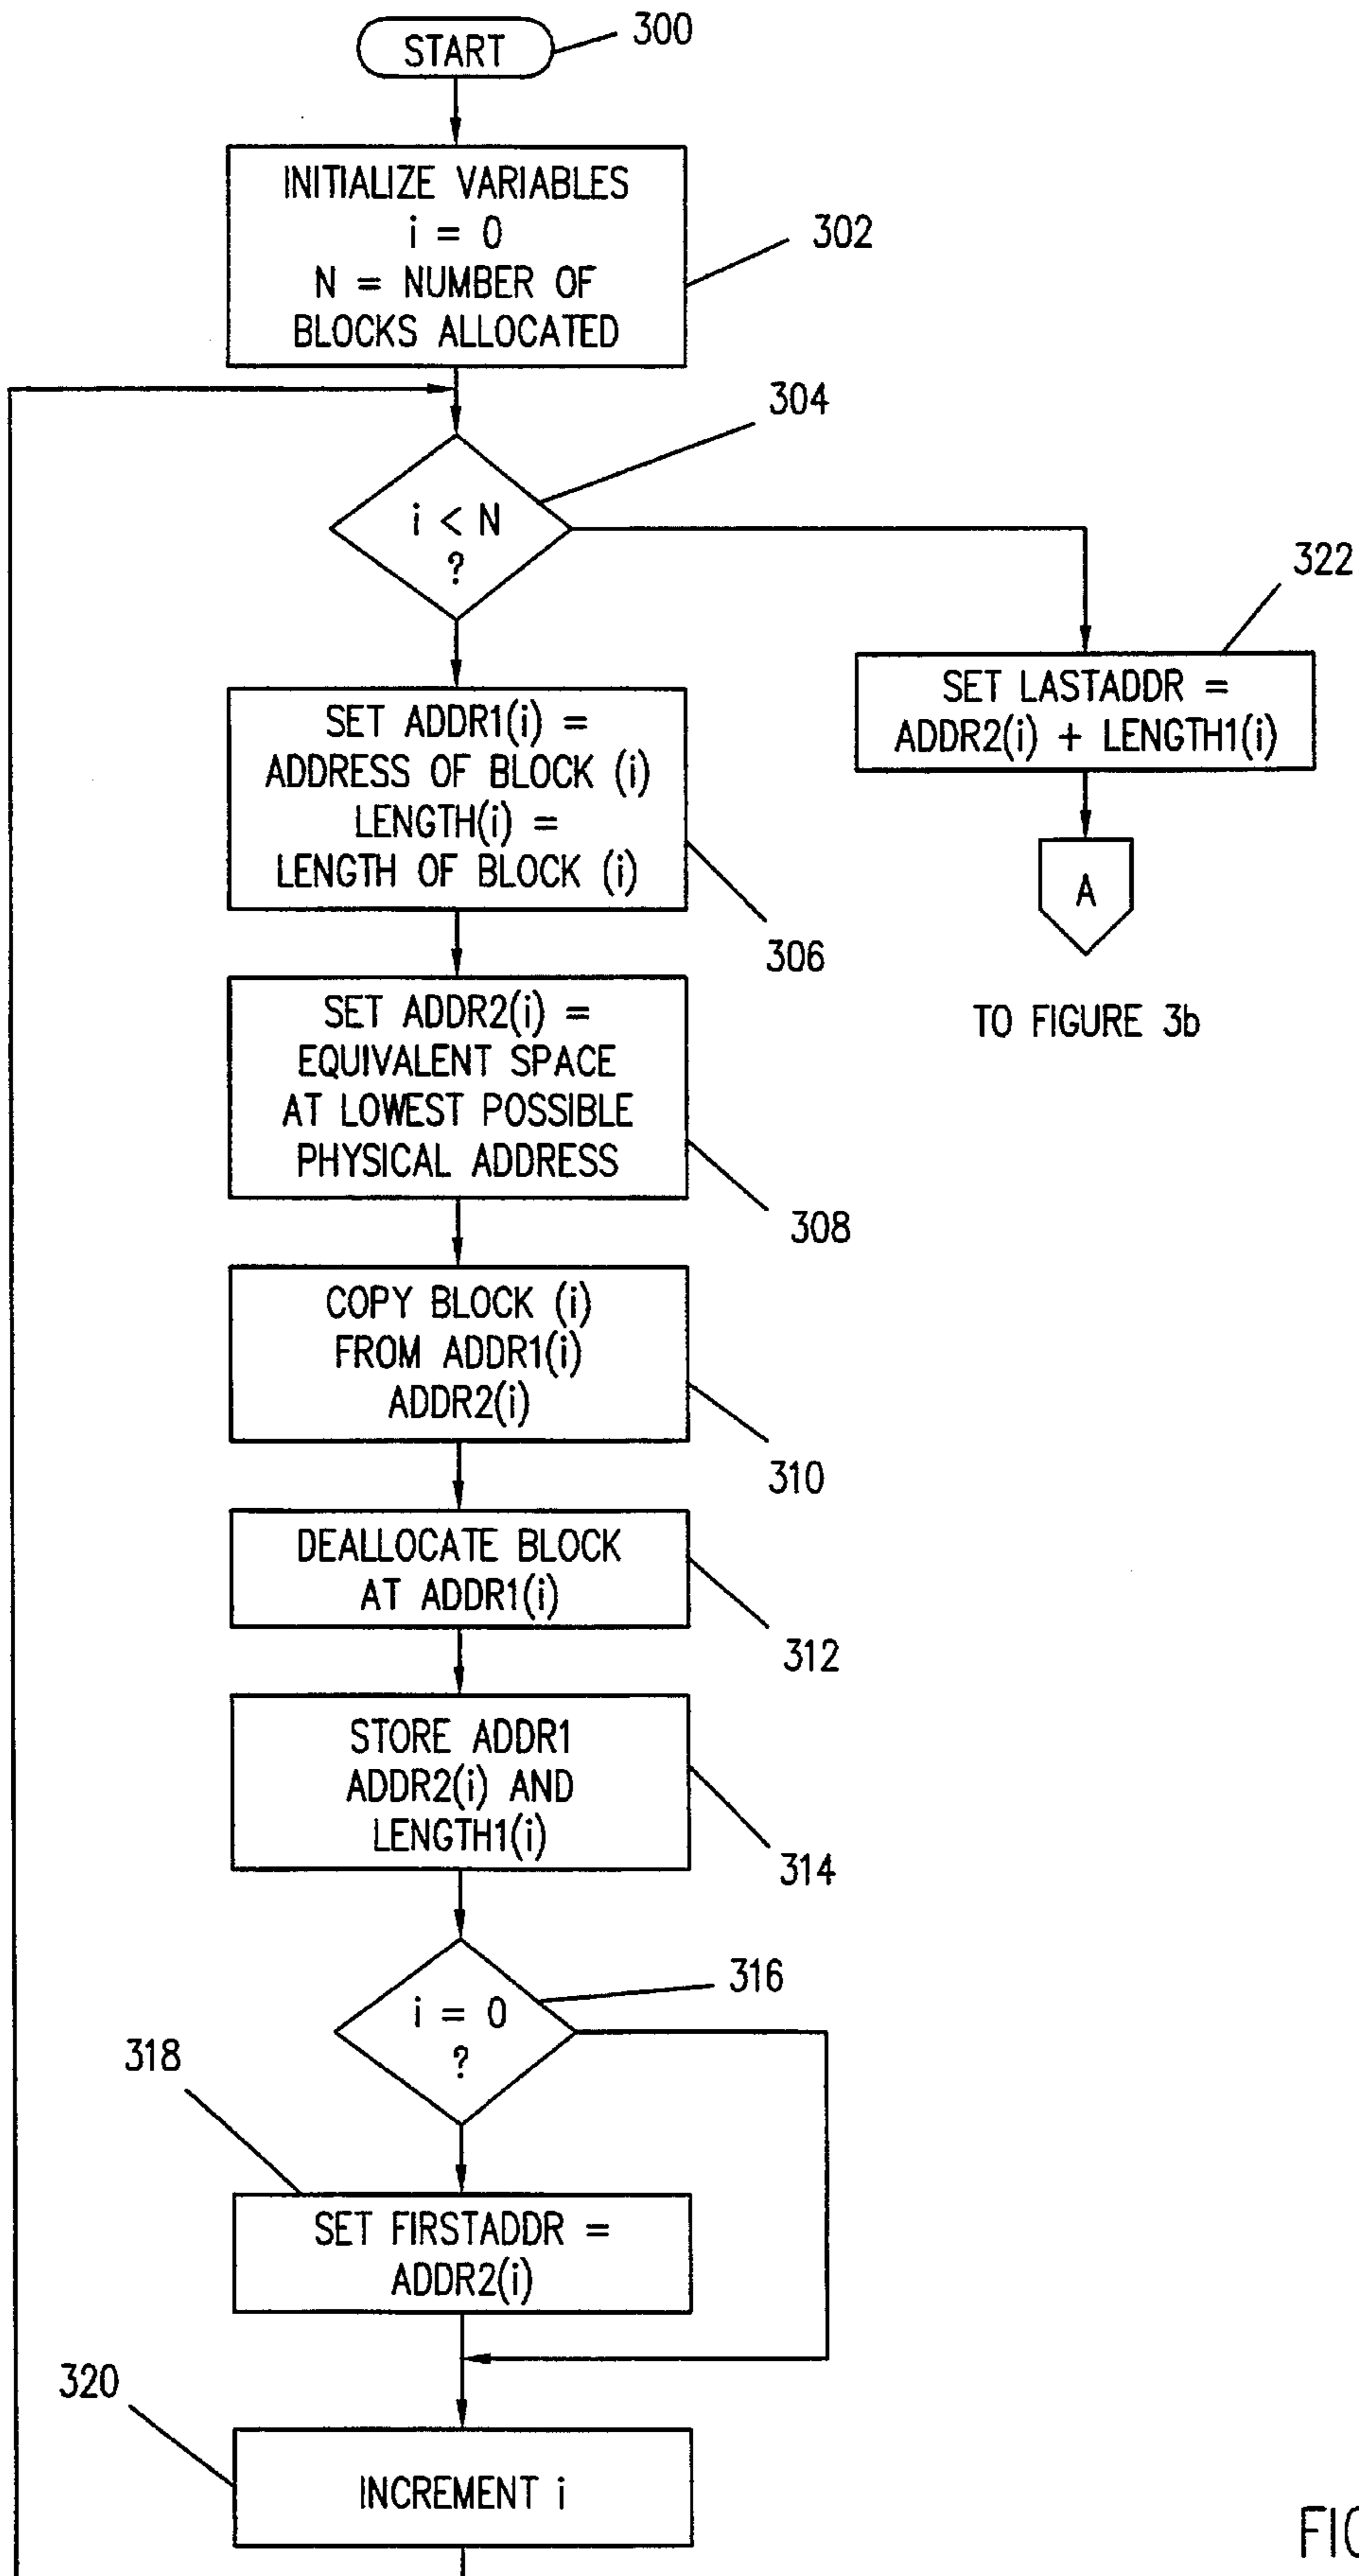 START
300
INITIALIZE VARIABLES
i = 0
N = NUMBER OF
BLOCKS ALLOCATED
302
304
i < N
?
322
SET LASTADDR =
ADDR2(i) + LENGTH1(i)
A
TO FIGURE 3b
SET ADDR1(i) =
ADDRESS OF BLOCK (i)
LENGTH(i) =
LENGTH OF BLOCK (i)
306
SET ADDR2(i) =
EQUIVALENT SPACE
AT LOWEST POSSIBLE
PHYSICAL ADDRESS
308
COPY BLOCK (i)
FROM ADDR1(i)
ADDR2(i)
310
DEALLOCATE BLOCK
AT ADDR1(i)
312
STORE ADDR1
ADDR2(i) AND
LENGTH1(i)
314
316
i = 0
?
318
SET FIRSTADDR =
ADDR2(i)
320
INCREMENT i